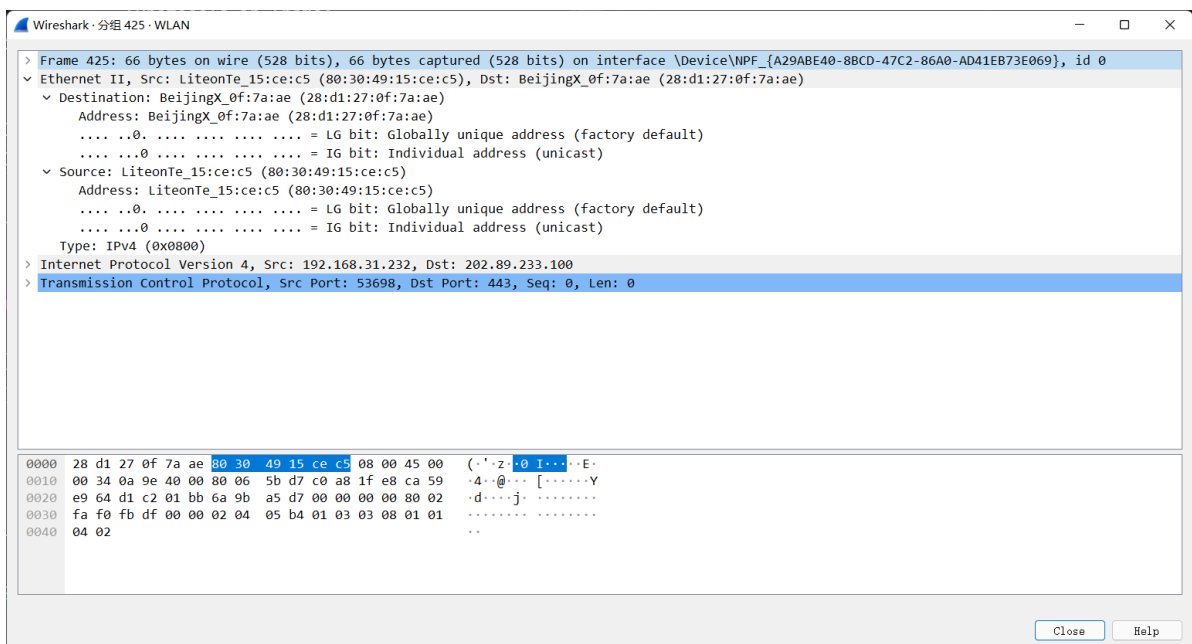 Wireshark · 分组 425 · WLAN
Frame 425: 66 bytes on wire (528 bits), 66 bytes captured (528 bits) on interface \Device\NPF_{A29ABE40-8BCD-47C2-86A0-AD41EB73E069}, id 0
Ethernet II, Src: LiteonTe_15:ce:c5 (80:30:49:15:ce:c5), Dst: BeijingX_0f:7a:ae (28:d1:27:0f:7a:ae)
Destination: BeijingX_0f:7a:ae (28:d1:27:0f:7a:ae)
Address: BeijingX_0f:7a:ae (28:d1:27:0f:7a:ae)
.... ..0. .... .... .... .... = LG bit: Globally unique address (factory default)
.... ...0 .... .... .... .... = IG bit: Individual address (unicast)
Source: LiteonTe_15:ce:c5 (80:30:49:15:ce:c5)
Address: LiteonTe_15:ce:c5 (80:30:49:15:ce:c5)
.... ..0. .... .... .... .... = LG bit: Globally unique address (factory default)
.... ...0 .... .... .... .... = IG bit: Individual address (unicast)
Type: IPv4 (0x0800)
Internet Protocol Version 4, Src: 192.168.31.232, Dst: 202.89.233.100
Transmission Control Protocol, Src Port: 53698, Dst Port: 443, Seq: 0, Len: 0
0000 28 d1 27 0f 7a ae 80 30 49 15 ce c5 08 00 45 00 (·'·z··0 I·····E·
0010 00 34 0a 9e 40 00 80 06 5b d7 c0 a8 1f e8 ca 59 ·4··@··· [······Y
0020 e9 64 d1 c2 01 bb 6a 9b a5 d7 00 00 00 00 80 02 ·d····j· ········
0030 fa f0 fb df 00 00 02 04 05 b4 01 03 03 08 01 01 ········ ········
0040 04 02 ··
Close Help